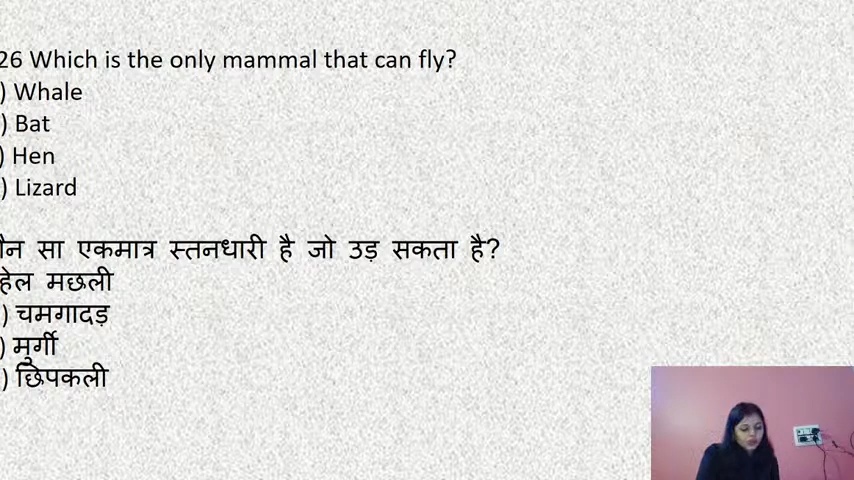 26 Which is the only mammal that can fly?
) Whale
) Bat
) Hen
) Lizard
सा एकमात्र स्तनधारी है जो उड़ सकता है?
मछली
) चमगादड़
) मुर्गी
) छिपकली